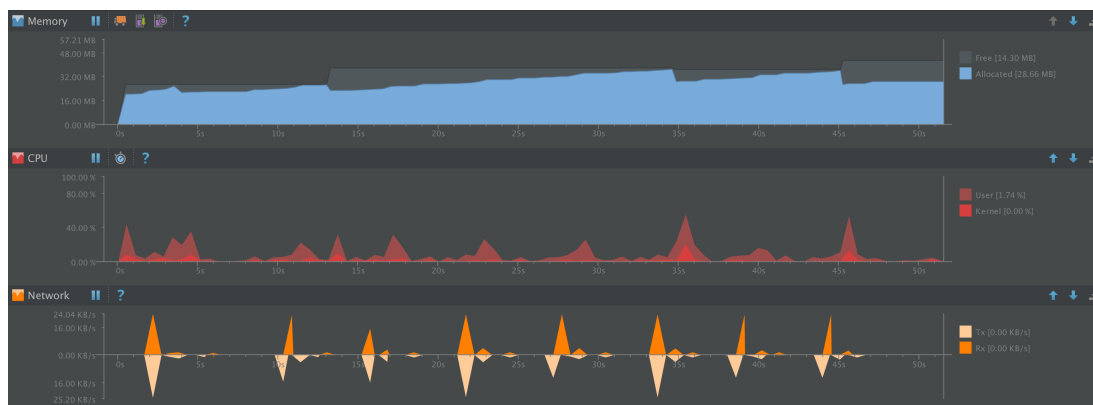 Memory ?
57.21 MB
48.00 MB
32.00 MB
16.00 MB
0.00 MB
Free [14.30 MB]
Allocated [28.66 MB]
0s 5s 10s 15s 20s 25s 30s 35s 40s 45s 50s
CPU ?
100.00 %
80.00 %
40.00 %
0.00 %
User [1.74 %]
Kernel [0.00 %]
0s 5s 10s 15s 20s 25s 30s 35s 40s 45s 50s
Network ?
24.04 KB/s
16.00 KB/s
0.00 KB/s
16.00 KB/s
25.20 KB/s
Tx [0.00 KB/s]
Rx [0.00 KB/s]
0s 5s 10s 15s 20s 25s 30s 35s 40s 45s 50s